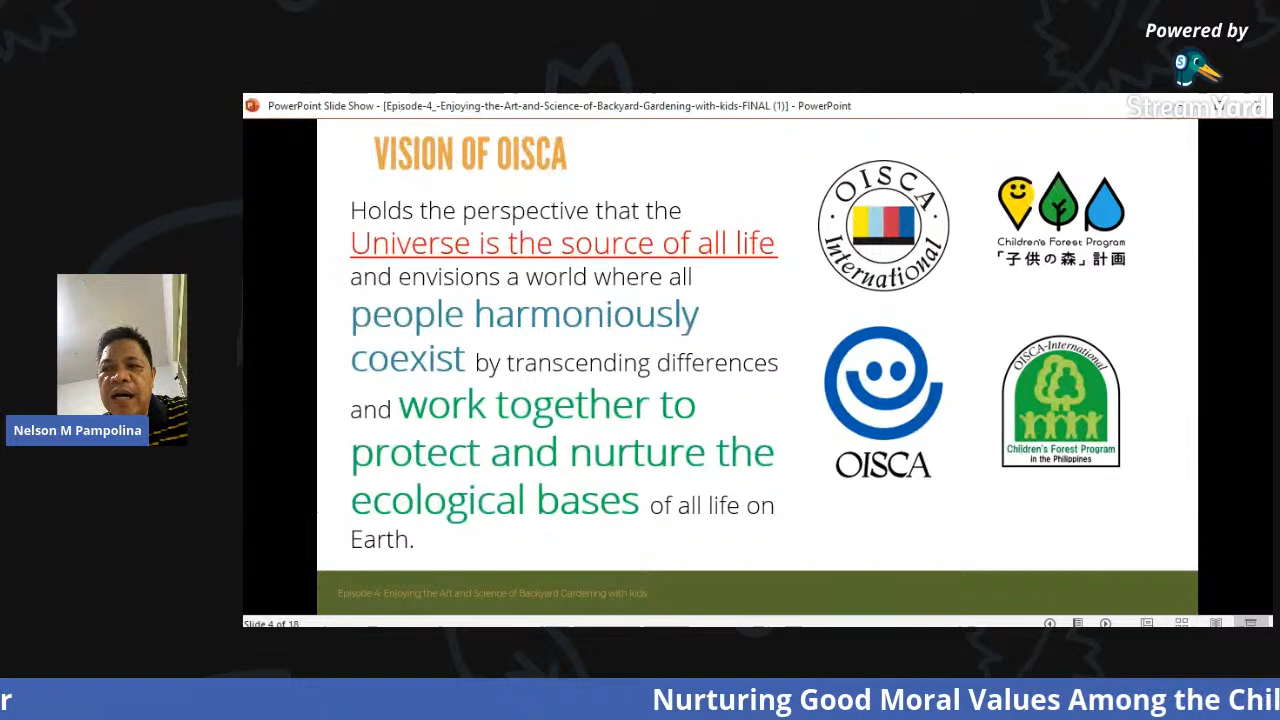 Powered by
StreamYard
PowerPoint Slide Show - [Episode-4_-Enjoying-the-Art-and-Science-of-Backyard-Gardening-with-kids-FINAL (1)] - PowerPoint
VISION OF OISCA
Holds the perspective that the
Universe is the source of all life
and envisions a world where all
people harmoniously
coexist by transcending differences
and work together to
protect and nurture the
ecological bases of all life on
Earth.
OISCA
International
Children's Forest Program
「子供の森」計画
OISCA
OISCA-International
Children's Forest Program
in the Philippines
Episode 4: Enjoying the Art and Science of Backyard Gardening with kids
Slide 4 of 18
Nelson M Pampolina
r
Nurturing Good Moral Values Among the Chil